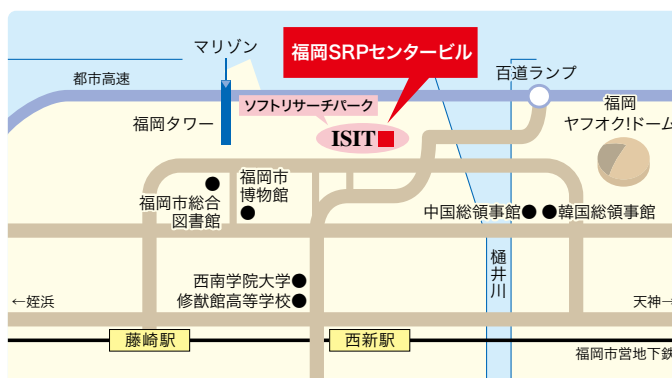 マリゾン
福岡SRPセンタービル
都市高速
百道ランプ
ソフトリサーチパーク
福岡
ヤフオク!ドーム
福岡タワー
ISIT
福岡市
博物館
福岡市総合
図書館
中国総領事館
韓国総領事館
樋井川
西南学院大学
修猷館高等学校
←姪浜
天神→
藤崎駅
西新駅
福岡市営地下鉄